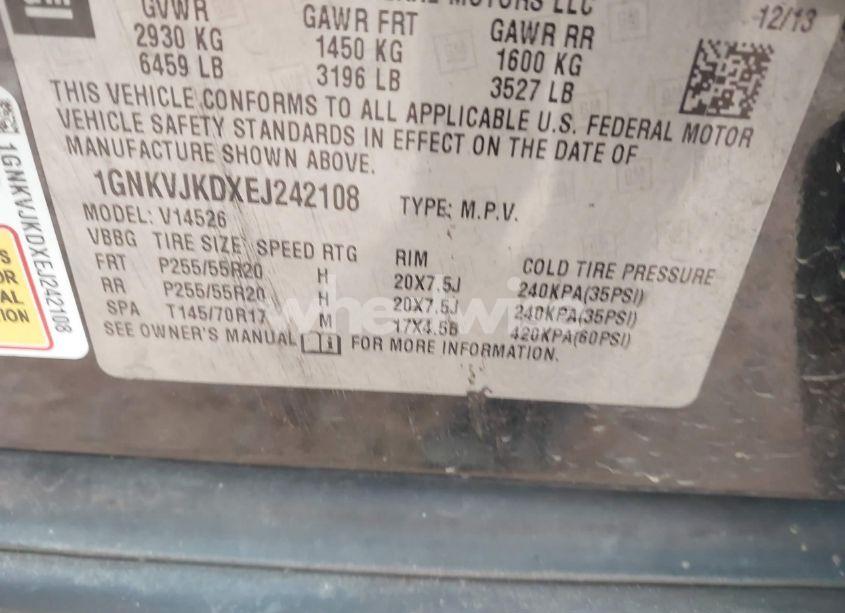 GM
MOTORS LLC
12/13
GVWR GAWR FRT GAWR RR
2930 KG 1450 KG 1600 KG
6459 LB 3196 LB 3527 LB
THIS VEHICLE CONFORMS TO ALL APPLICABLE U.S. FEDERAL MOTOR
VEHICLE SAFETY STANDARDS IN EFFECT ON THE DATE OF
MANUFACTURE SHOWN ABOVE.
1GNKVJKDXEJ242108 TYPE: M.P.V.
MODEL: V14526
VBBG TIRE SIZE SPEED RTG RIM COLD TIRE PRESSURE
FRT P255/55R20 H 20X7.5J 240KPA(35PSI)
RR P255/55R20 H 20X7.5J 240KPA(35PSI)
SPA T145/70R17 M 17X4.5B 420KPA(60PSI)
SEE OWNER'S MANUAL FOR MORE INFORMATION.
1GNKVJKDXEJ242108